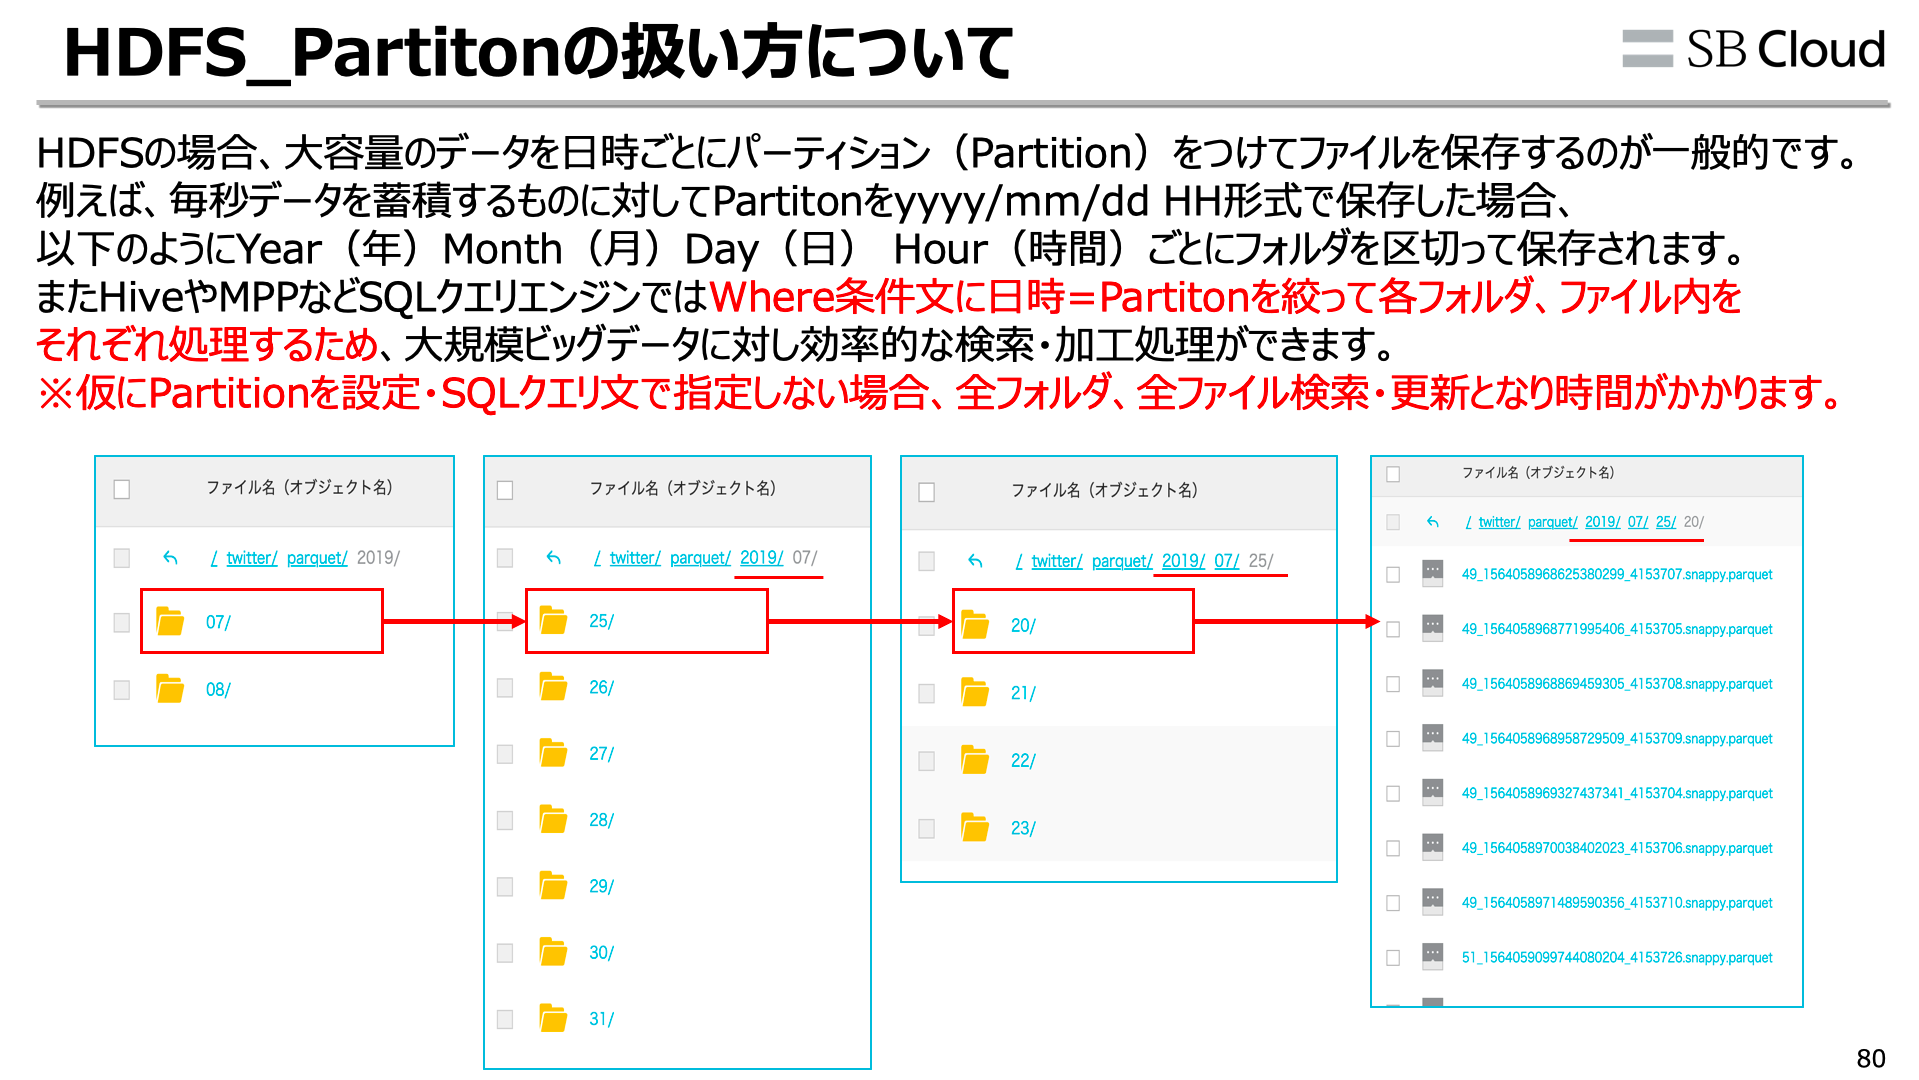 HDFS_Partitonの扱い方について
SB Cloud
HDFSの場合、大容量のデータを日時ごとにパーティション（Partition）をつけてファイルを保存するのが一般的です。
例えば、毎秒データを蓄積するものに対してPartitonをyyyy/mm/dd HH形式で保存した場合、
以下のようにYear（年）Month（月）Day（日） Hour（時間）ごとにフォルダを区切って保存されます。
またHiveやMPPなどSQLクエリエンジンではWhere条件文に日時＝Partitonを絞って各フォルダ、ファイル内を
それぞれ処理するため、大規模ビッグデータに対し効率的な検索・加工処理ができます。
※仮にPartitionを設定・SQLクエリ文で指定しない場合、全フォルダ、全ファイル検索・更新となり時間がかかります。
ファイル名（オブジェクト名）
/ twitter/ parquet/ 2019/
07/
08/
ファイル名（オブジェクト名）
/ twitter/ parquet/ 2019/ 07/
25/
26/
27/
28/
29/
30/
31/
ファイル名（オブジェクト名）
/ twitter/ parquet/ 2019/ 07/ 25/
20/
21/
22/
23/
ファイル名（オブジェクト名）
/ twitter/ parquet/ 2019/ 07/ 25/ 20/
49_1564058968625380299_4153707.snappy.parquet
49_1564058968771995406_4153705.snappy.parquet
49_1564058968869459305_4153708.snappy.parquet
49_1564058968958729509_4153709.snappy.parquet
49_1564058969327437341_4153704.snappy.parquet
49_1564058970038402023_4153706.snappy.parquet
49_1564058971489590356_4153710.snappy.parquet
51_1564059099744080204_4153726.snappy.parquet
80